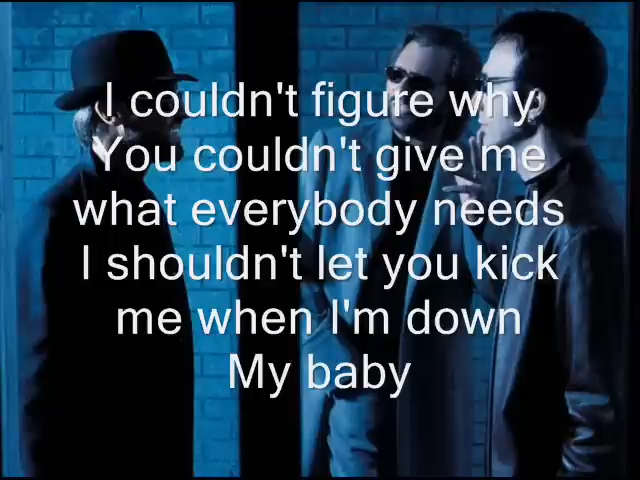 I couldn't figure why
You couldn't give me
what everybody needs
I shouldn't let you kick
me when I'm down
My baby